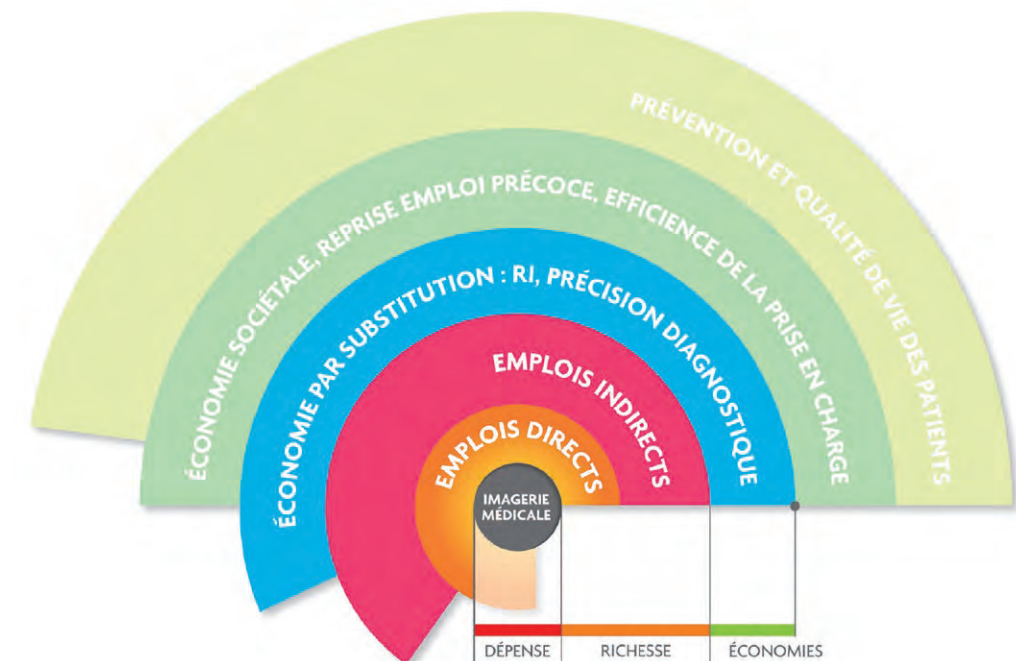 PRÉVENTION ET QUALITÉ DE VIE DES PATIENTS
ÉCONOMIE SOCIÉTALE, REPRISE EMPLOI PRÉCOCE, EFFICIENCE DE LA PRISE EN CHARGE
ÉCONOMIE PAR SUBSTITUTION : RI, PRÉCISION DIAGNOSTIQUE
EMPLOIS INDIRECTS
EMPLOIS DIRECTS
IMAGERIE
MÉDICALE
DÉPENSE
RICHESSE
ÉCONOMIES